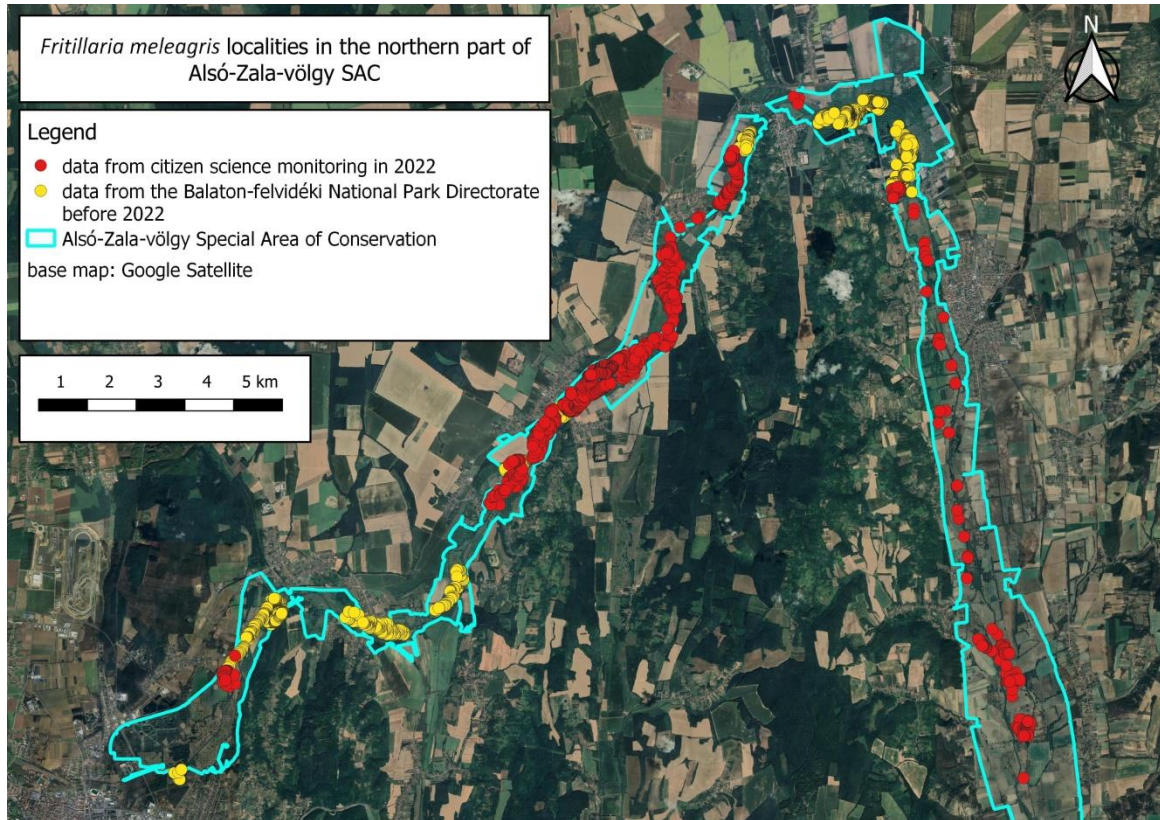 Fritillaria meleagris localities in the northern part of
Alsó-Zala-völgy SAC
N
Legend
data from citizen science monitoring in 2022
data from the Balaton-felvidéki National Park Directorate
before 2022
Alsó-Zala-völgy Special Area of Conservation
base map: Google Satellite
1 2 3 4 5 km